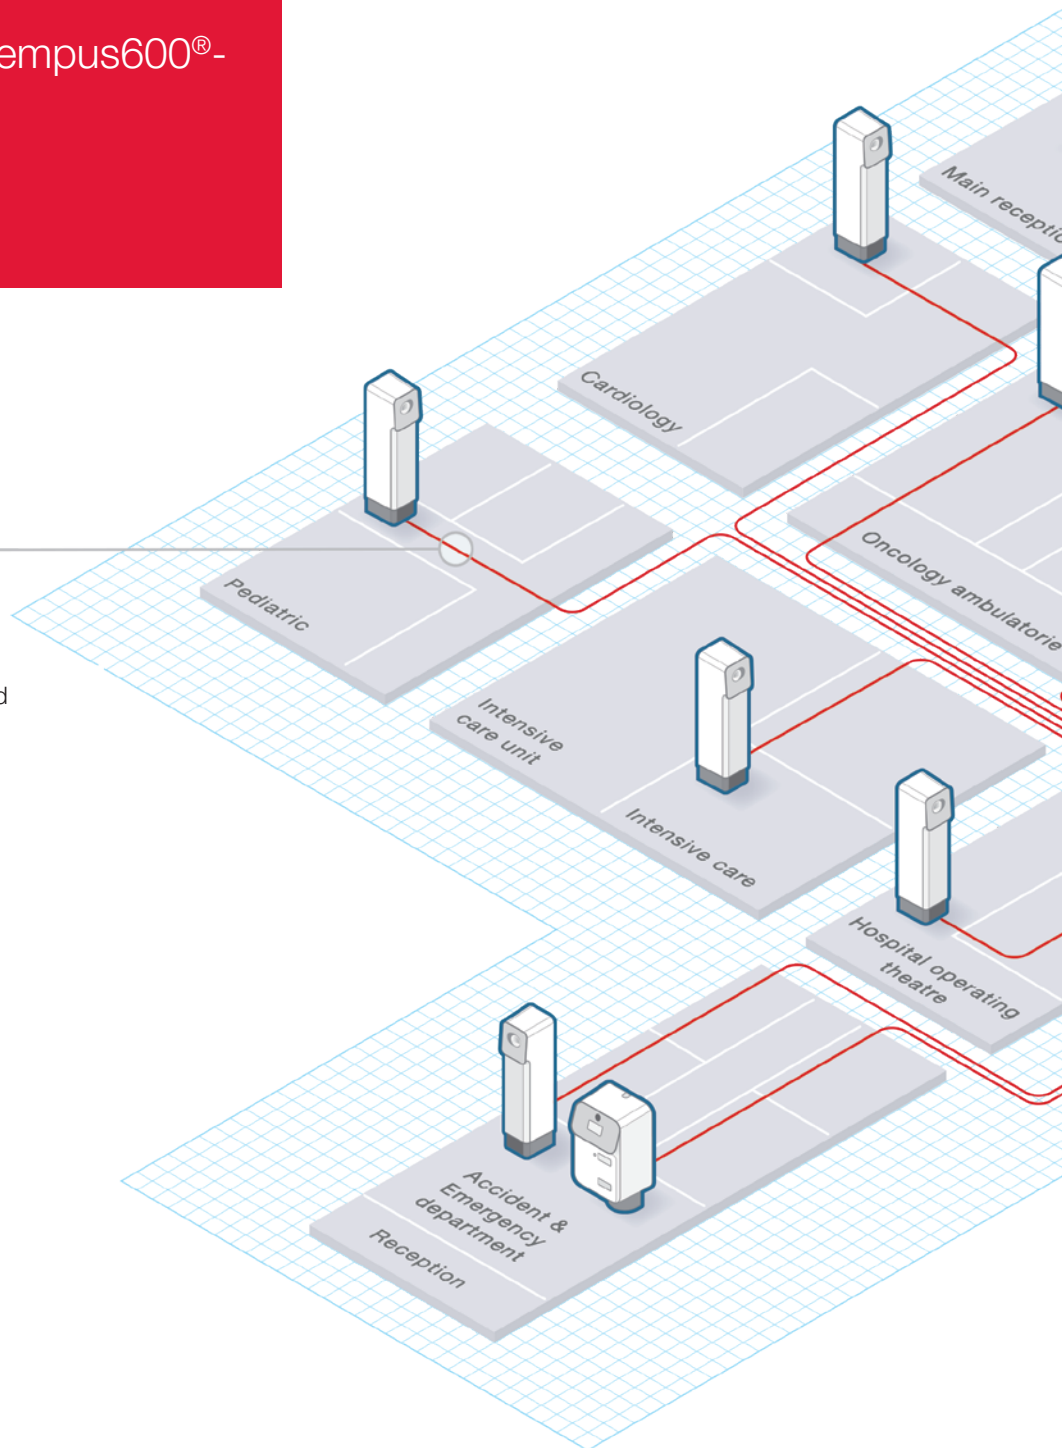 empus600®-
Main receptio
Cardiology
Oncology ambulatorie
Pediatric
d
Intensive
care unit
Intensive care
Hospital operating
theatre
Accident &
Emergency
department
Reception